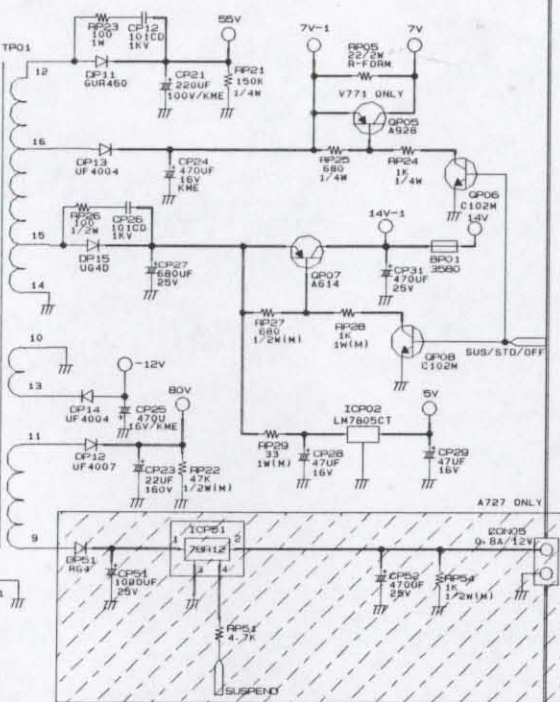 TP01
RP23
100
1W
CP12
101CD
1KV
55V
7V-1
7V
12
DP11
GUR460
CP21
220UF
100V/KME
RP21
150K
1/4W
RP05
22/2W
R-FORM
V771 ONLY
QP05
A928
16
DP13
UF4004
CP24
470UF
16V
KME
RP25
680
1/4W
RP24
1K
1/4W
QP06
C102M
RP26
100
1/2W
CP26
101CD
1KV
14V-1
14V
15
DP15
UG4D
CP27
680UF
25V
QP07
A614
CP31
470UF
25V
BP01
3580
14
RP27
680
1/2W(M)
RP28
1K
1W(M)
QP08
C102M
SUS/STD/OFF
10
13
-12V
DP14
UF4004
CP25
470U
16V/KME
80V
RP29
33
1W(M)
ICP02
LM7805CT
5V
CP28
47UF
16V
CP29
47UF
16V
11
DP12
UF4007
CP23
22UF
160V
RP22
47K
1/2W(M)
A727 ONLY
9
DP51
RG4
CP51
1000UF
25V
ICP51
78R12
1
2
3
4
CP52
470UF
25V
RP54
1K
1/2W(M)
0.8A/12V
RP51
4.7K
SUSPEND